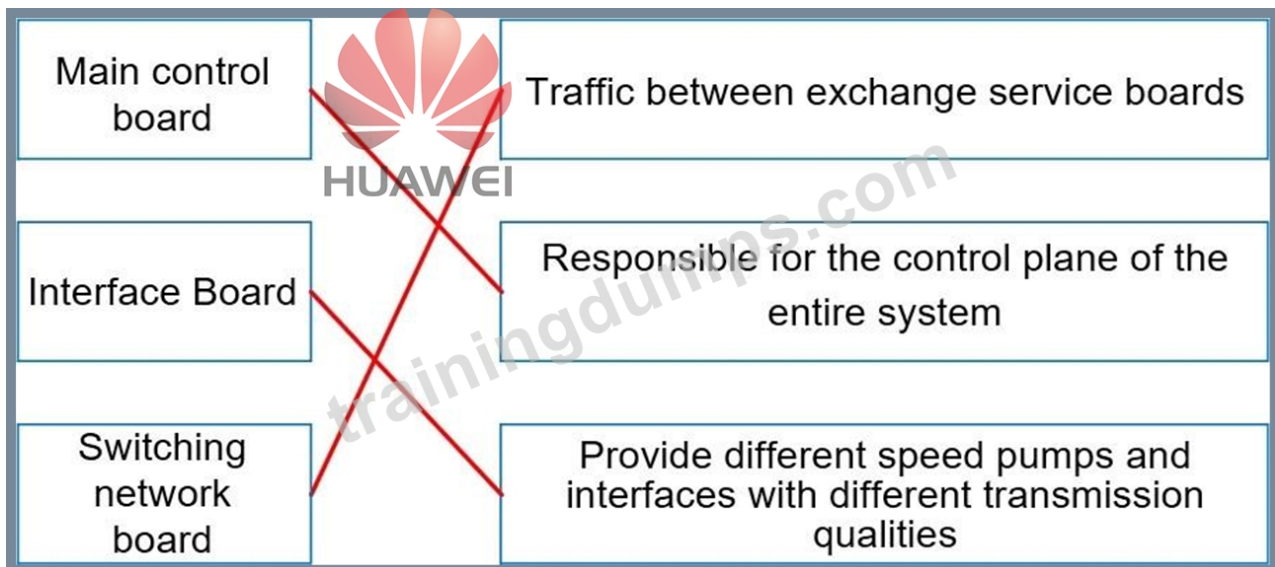 Main control
board
HUAWEI
Traffic between exchange service boards
Interface Board
Responsible for the control plane of the
entire system
Switching
network
board
Provide different speed pumps and
interfaces with different transmission
qualities
trainingdumps.com